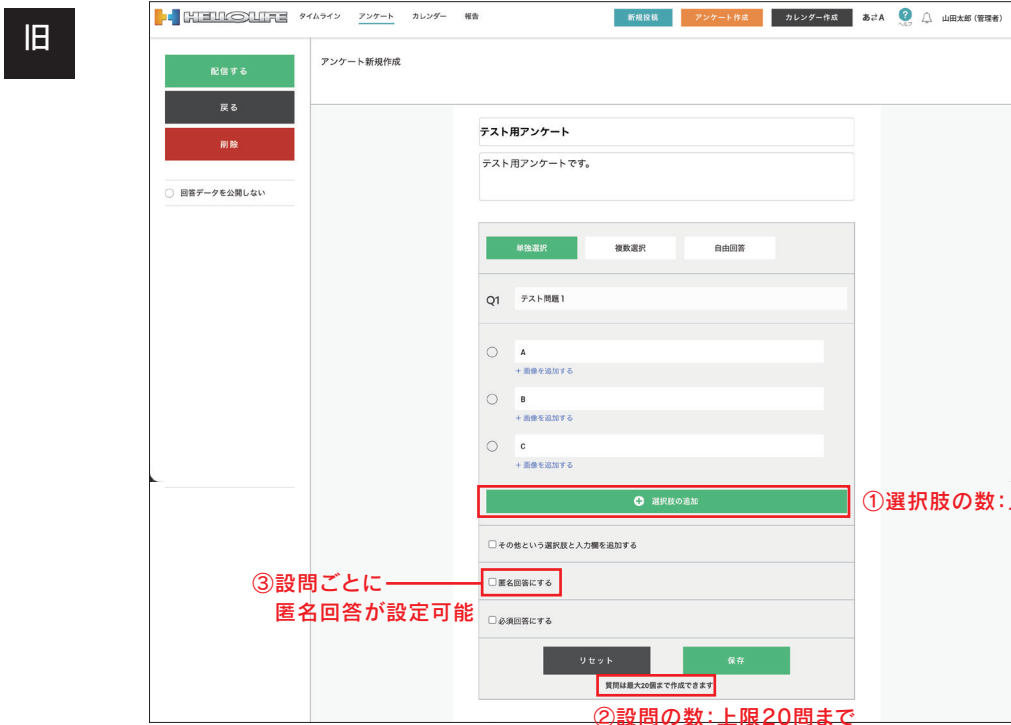 旧
HELLOLIFE タイムライン アンケート カレンダー 報告 新規投稿 アンケート作成 カレンダー作成 あ⇄A ? ヘルプ 山田太郎（管理者）
配信する
戻る
削除
回答データを公開しない
アンケート新規作成
テスト用アンケート
テスト用アンケートです。
単独選択 複数選択 自由回答
Q1 テスト問題1
A
+ 画像を追加する
B
+ 画像を追加する
C
+ 画像を追加する
選択肢の追加
①選択肢の数：
その他という選択肢と入力欄を追加する
③設問ごとに
匿名回答が設定可能
匿名回答にする
必須回答にする
リセット 保存
質問は最大20個まで作成できます
②設問の数：上限20問まで